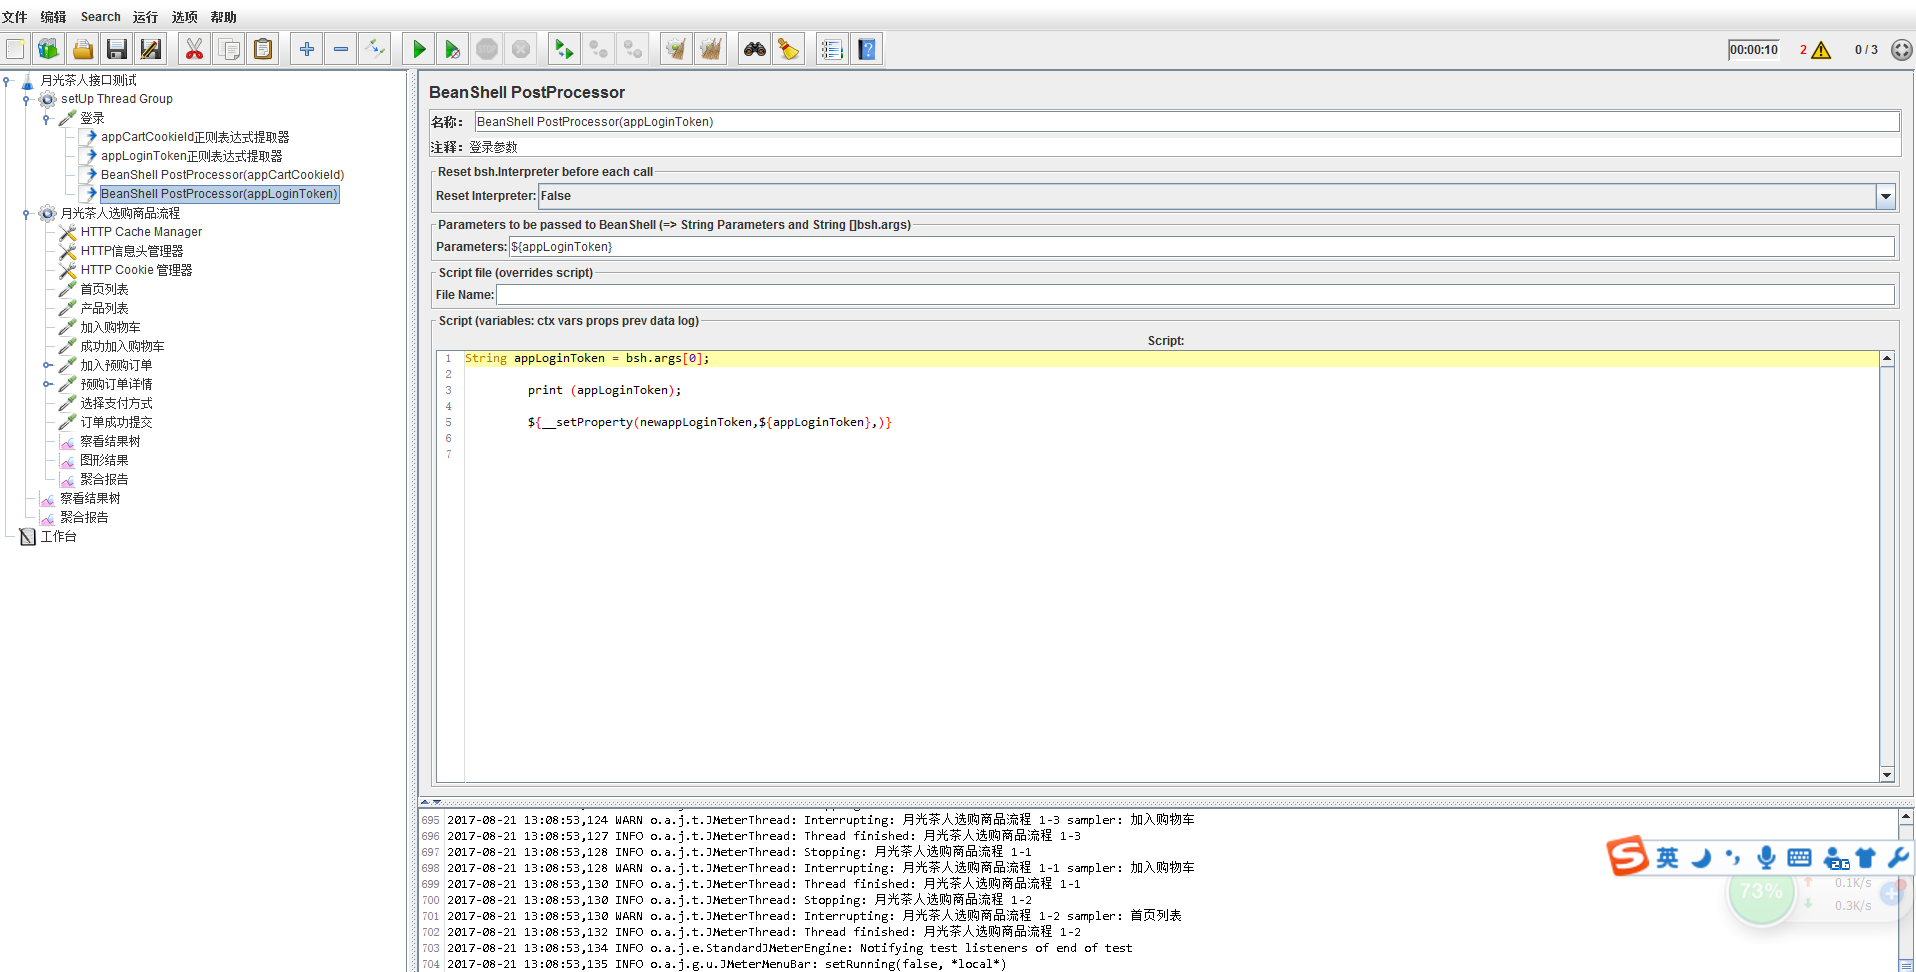 文件 编辑 Search 运行 选项 帮助
00:00:10 2 0 / 3
月光茶人接口测试
setUp Thread Group
登录
appCartCookieId正则表达式提取器
appLoginToken正则表达式提取器
BeanShell PostProcessor(appCartCookieId)
BeanShell PostProcessor(appLoginToken)
月光茶人选购商品流程
HTTP Cache Manager
HTTP信息头管理器
HTTP Cookie 管理器
首页列表
产品列表
加入购物车
成功加入购物车
加入预购订单
预购订单详情
选择支付方式
订单成功提交
察看结果树
图形结果
聚合报告
察看结果树
聚合报告
工作台
BeanShell PostProcessor
名称： BeanShell PostProcessor(appLoginToken)
注释： 登录参数
Reset bsh.Interpreter before each call
Reset Interpreter: False
Parameters to be passed to BeanShell (=> String Parameters and String []bsh.args)
Parameters: ${appLoginToken}
Script file (overrides script)
File Name:
Script (variables: ctx vars props prev data log)
Script:
1 String appLoginToken = bsh.args[0];
2
3 print (appLoginToken);
4
5 ${__setProperty(newappLoginToken,${appLoginToken},)}
6
7
695 2017-08-21 13:08:53,124 WARN o.a.j.t.JMeterThread: Interrupting: 月光茶人选购商品流程 1-3 sampler: 加入购物车
696 2017-08-21 13:08:53,127 INFO o.a.j.t.JMeterThread: Thread finished: 月光茶人选购商品流程 1-3
697 2017-08-21 13:08:53,128 INFO o.a.j.t.JMeterThread: Stopping: 月光茶人选购商品流程 1-1
698 2017-08-21 13:08:53,128 WARN o.a.j.t.JMeterThread: Interrupting: 月光茶人选购商品流程 1-1 sampler: 加入购物车
699 2017-08-21 13:08:53,130 INFO o.a.j.t.JMeterThread: Thread finished: 月光茶人选购商品流程 1-1
700 2017-08-21 13:08:53,130 INFO o.a.j.t.JMeterThread: Stopping: 月光茶人选购商品流程 1-2
701 2017-08-21 13:08:53,130 WARN o.a.j.t.JMeterThread: Interrupting: 月光茶人选购商品流程 1-2 sampler: 首页列表
702 2017-08-21 13:08:53,132 INFO o.a.j.t.JMeterThread: Thread finished: 月光茶人选购商品流程 1-2
703 2017-08-21 13:08:53,134 INFO o.a.j.e.StandardJMeterEngine: Notifying test listeners of end of test
704 2017-08-21 13:08:53,135 INFO o.a.j.g.u.JMeterMenuBar: setRunning(false, *local*)
英
73%
0.1K/s
0.3K/s